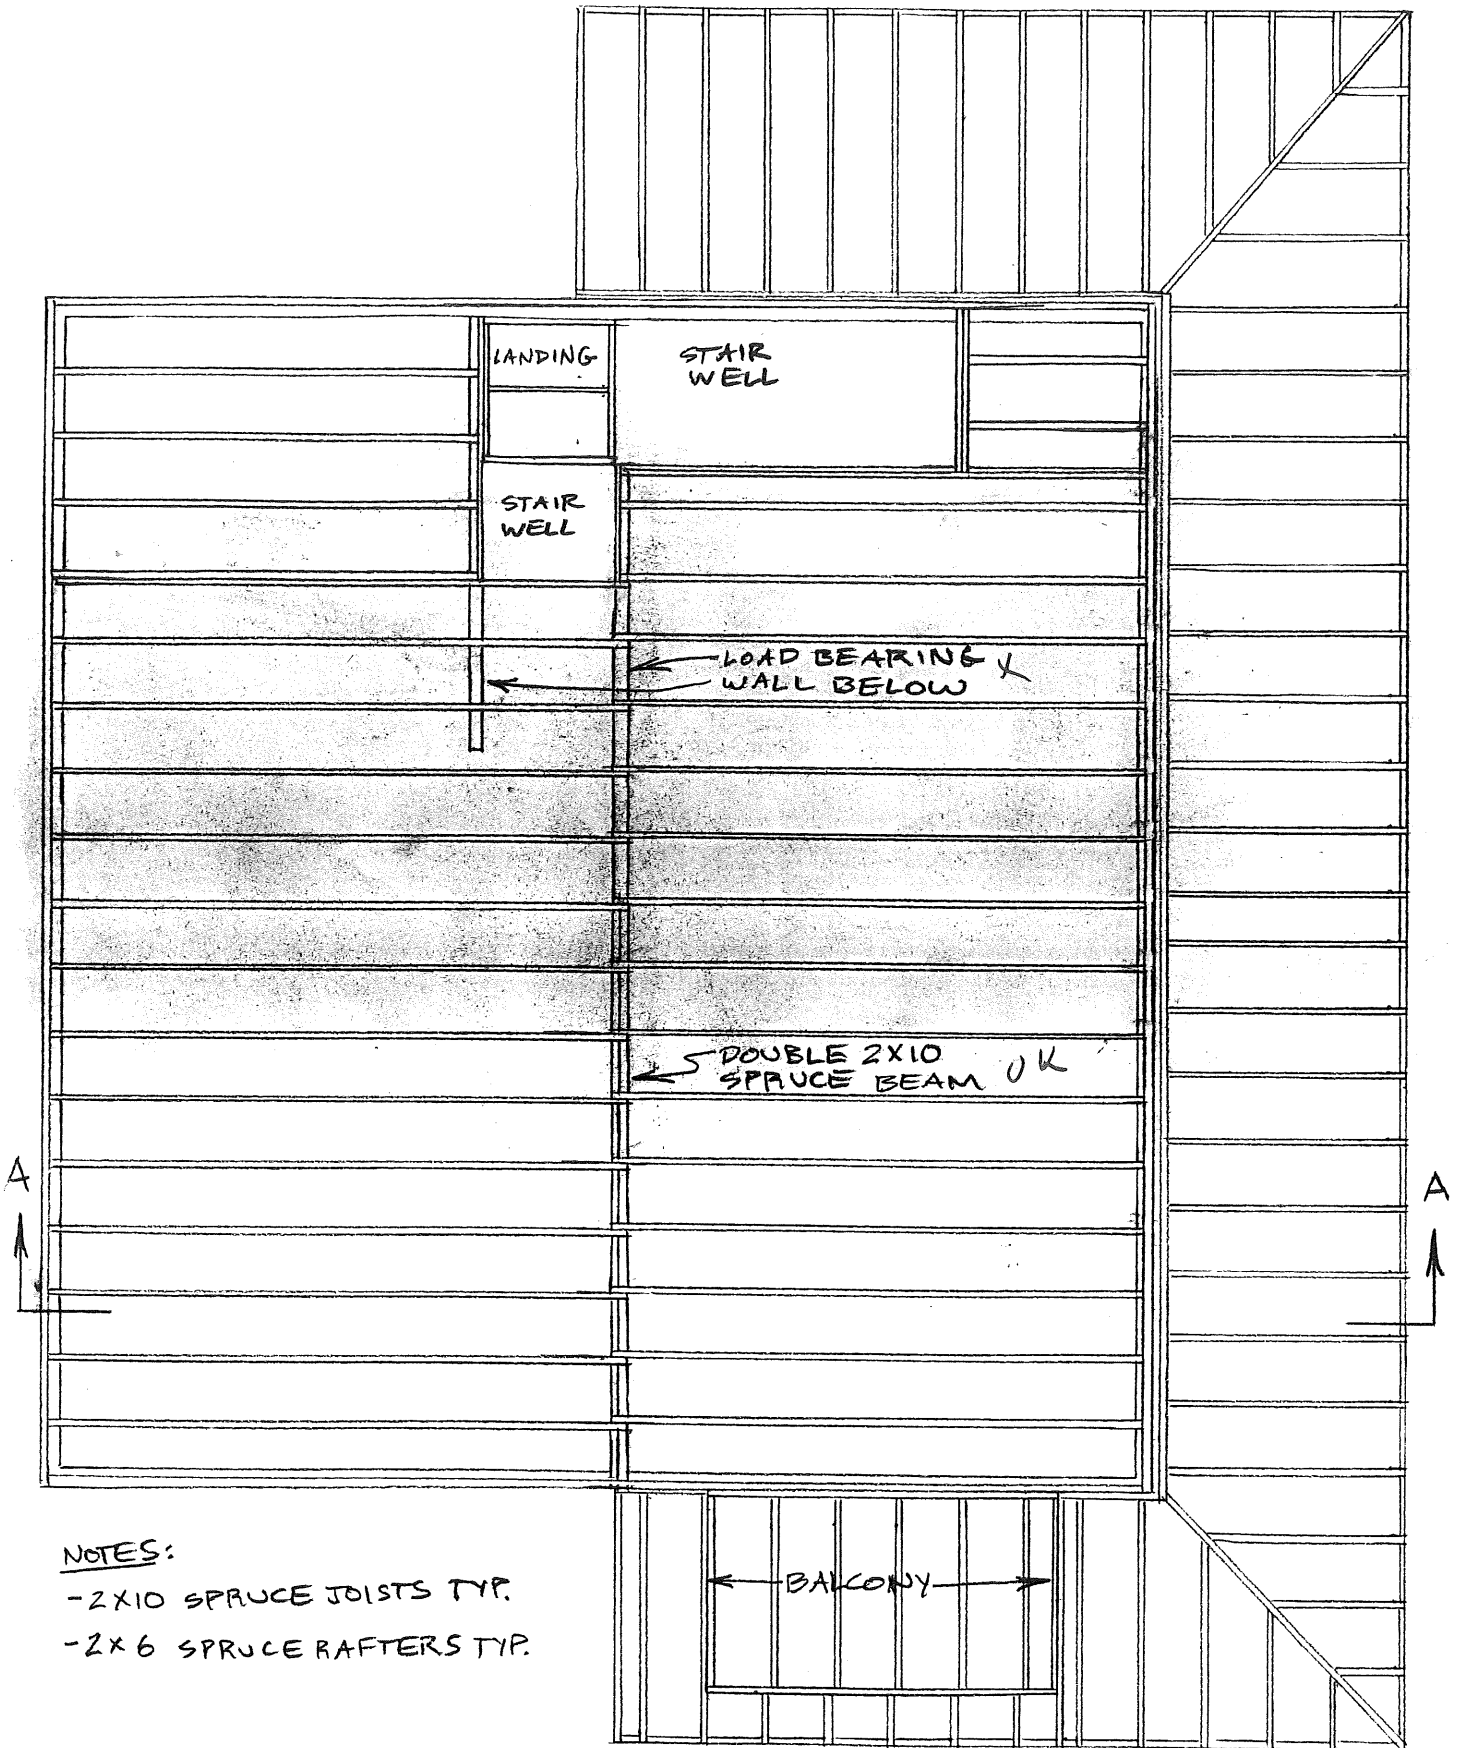 LANDING
STAIR
WELL
STAIR
WELL
LOAD BEARING X
WALL BELOW
DOUBLE 2X10
SPRUCE BEAM OK
A
A
BALCONY
NOTES:
-2X10 SPRUCE JOISTS TYP.
-2X6 SPRUCE RAFTERS TYP.